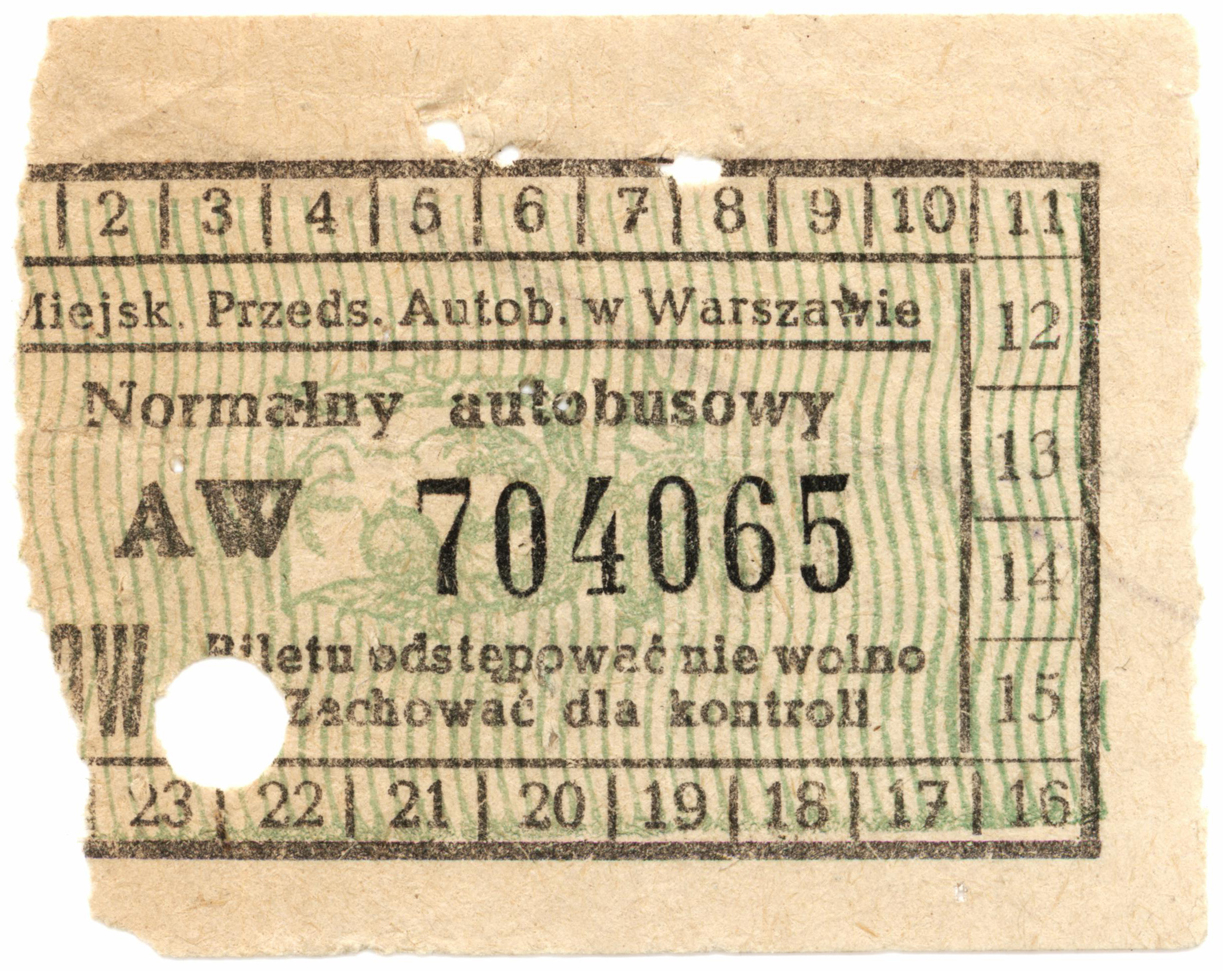 2 3 4 5 6 7 8 9 10 11
Miejsk. Przeds. Autob. w Warszawie
12
Normalny autobusowy
13
AW 704065
14
Biletu odstępować nie wolno
Zachować dla kontroli
15
23 22 21 20 19 18 17 16